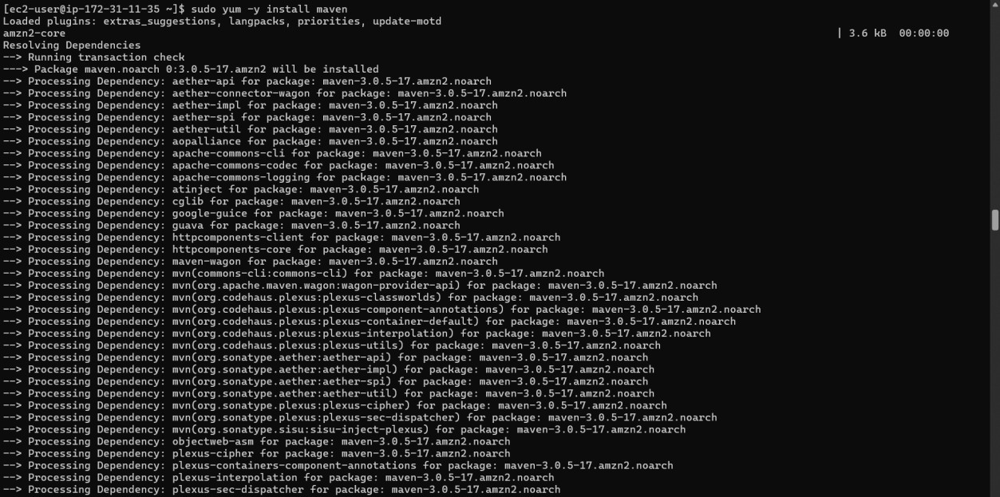 [ec2-user@ip-172-31-11-35 ~]$ sudo yum -y install maven
Loaded plugins: extras_suggestions, langpacks, priorities, update-motd
amzn2-core | 3.6 kB 00:00:00
Resolving Dependencies
--> Running transaction check
---> Package maven.noarch 0:3.0.5-17.amzn2 will be installed
--> Processing Dependency: aether-api for package: maven-3.0.5-17.amzn2.noarch
--> Processing Dependency: aether-connector-wagon for package: maven-3.0.5-17.amzn2.noarch
--> Processing Dependency: aether-impl for package: maven-3.0.5-17.amzn2.noarch
--> Processing Dependency: aether-spi for package: maven-3.0.5-17.amzn2.noarch
--> Processing Dependency: aether-util for package: maven-3.0.5-17.amzn2.noarch
--> Processing Dependency: aopalliance for package: maven-3.0.5-17.amzn2.noarch
--> Processing Dependency: apache-commons-cli for package: maven-3.0.5-17.amzn2.noarch
--> Processing Dependency: apache-commons-codec for package: maven-3.0.5-17.amzn2.noarch
--> Processing Dependency: apache-commons-logging for package: maven-3.0.5-17.amzn2.noarch
--> Processing Dependency: atinject for package: maven-3.0.5-17.amzn2.noarch
--> Processing Dependency: cglib for package: maven-3.0.5-17.amzn2.noarch
--> Processing Dependency: google-guice for package: maven-3.0.5-17.amzn2.noarch
--> Processing Dependency: guava for package: maven-3.0.5-17.amzn2.noarch
--> Processing Dependency: httpcomponents-client for package: maven-3.0.5-17.amzn2.noarch
--> Processing Dependency: httpcomponents-core for package: maven-3.0.5-17.amzn2.noarch
--> Processing Dependency: maven-wagon for package: maven-3.0.5-17.amzn2.noarch
--> Processing Dependency: mvn(commons-cli:commons-cli) for package: maven-3.0.5-17.amzn2.noarch
--> Processing Dependency: mvn(org.apache.maven.wagon:wagon-provider-api) for package: maven-3.0.5-17.amzn2.noarch
--> Processing Dependency: mvn(org.codehaus.plexus:plexus-classworlds) for package: maven-3.0.5-17.amzn2.noarch
--> Processing Dependency: mvn(org.codehaus.plexus:plexus-component-annotations) for package: maven-3.0.5-17.amzn2.noarch
--> Processing Dependency: mvn(org.codehaus.plexus:plexus-container-default) for package: maven-3.0.5-17.amzn2.noarch
--> Processing Dependency: mvn(org.codehaus.plexus:plexus-interpolation) for package: maven-3.0.5-17.amzn2.noarch
--> Processing Dependency: mvn(org.codehaus.plexus:plexus-utils) for package: maven-3.0.5-17.amzn2.noarch
--> Processing Dependency: mvn(org.sonatype.aether:aether-api) for package: maven-3.0.5-17.amzn2.noarch
--> Processing Dependency: mvn(org.sonatype.aether:aether-impl) for package: maven-3.0.5-17.amzn2.noarch
--> Processing Dependency: mvn(org.sonatype.aether:aether-spi) for package: maven-3.0.5-17.amzn2.noarch
--> Processing Dependency: mvn(org.sonatype.aether:aether-util) for package: maven-3.0.5-17.amzn2.noarch
--> Processing Dependency: mvn(org.sonatype.plexus:plexus-cipher) for package: maven-3.0.5-17.amzn2.noarch
--> Processing Dependency: mvn(org.sonatype.plexus:plexus-sec-dispatcher) for package: maven-3.0.5-17.amzn2.noarch
--> Processing Dependency: mvn(org.sonatype.sisu:sisu-inject-plexus) for package: maven-3.0.5-17.amzn2.noarch
--> Processing Dependency: objectweb-asm for package: maven-3.0.5-17.amzn2.noarch
--> Processing Dependency: plexus-cipher for package: maven-3.0.5-17.amzn2.noarch
--> Processing Dependency: plexus-containers-component-annotations for package: maven-3.0.5-17.amzn2.noarch
--> Processing Dependency: plexus-interpolation for package: maven-3.0.5-17.amzn2.noarch
--> Processing Dependency: plexus-sec-dispatcher for package: maven-3.0.5-17.amzn2.noarch